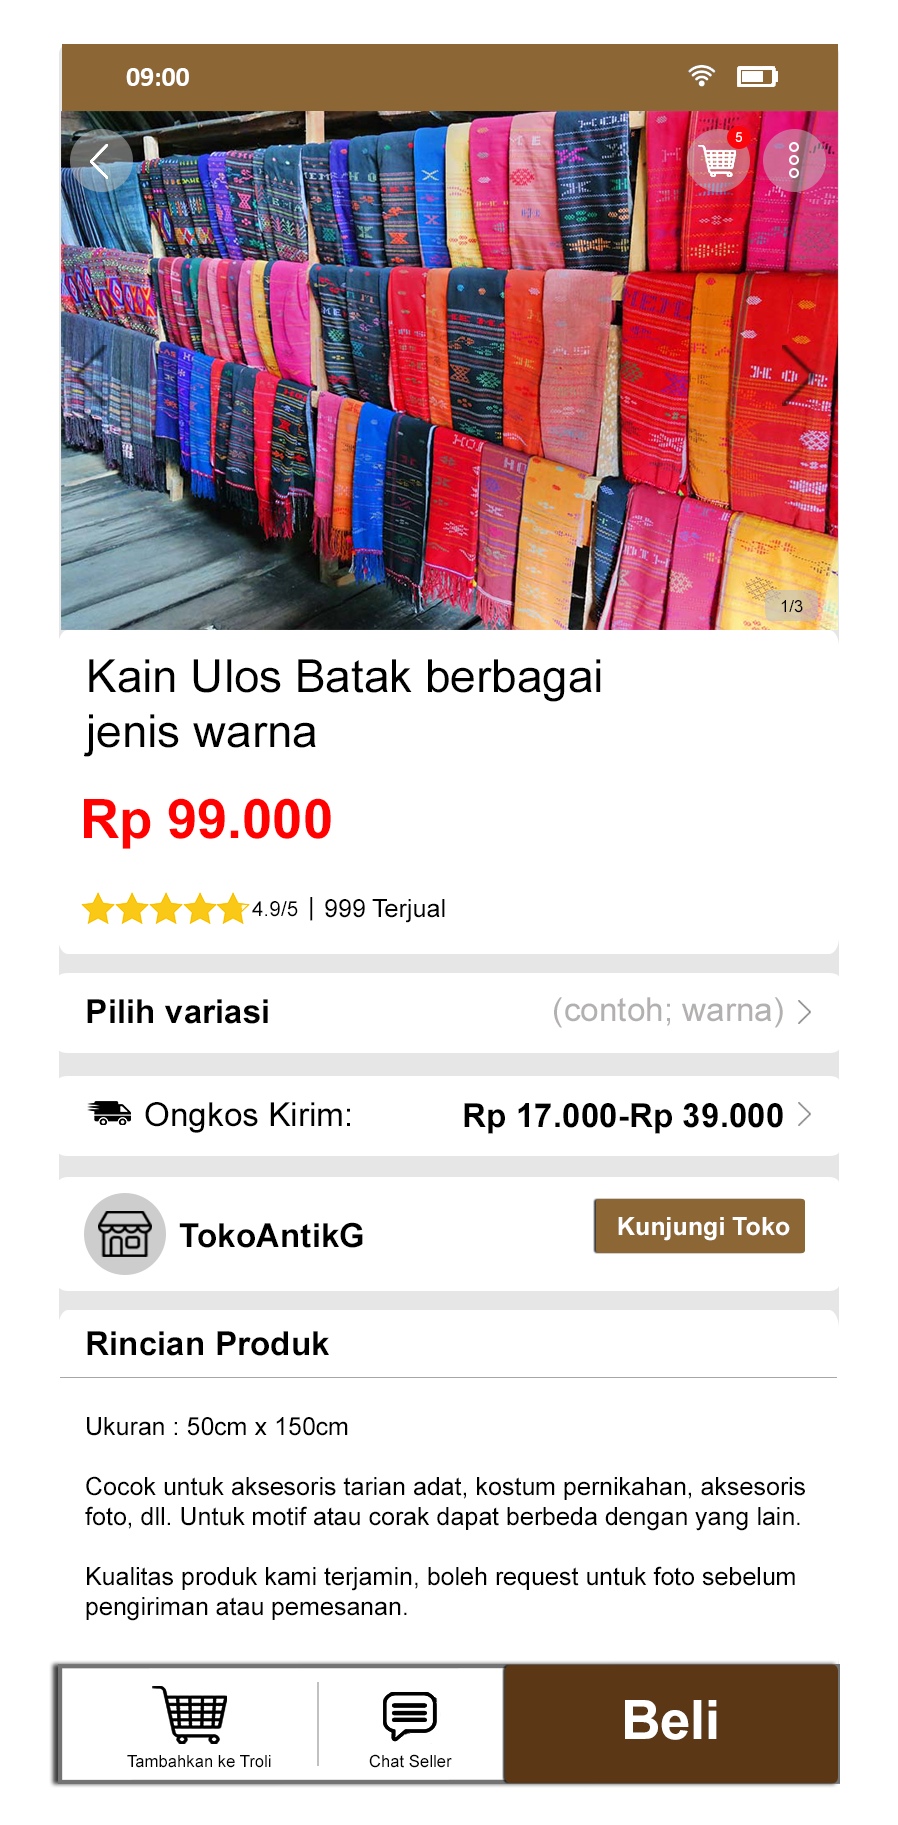 09:00
5
1/3
Kain Ulos Batak berbagai
jenis warna
Rp 99.000
4.9/5 | 999 Terjual
Pilih variasi (contoh; warna)
Ongkos Kirim: Rp 17.000-Rp 39.000
TokoAntikG Kunjungi Toko
Rincian Produk
Ukuran : 50cm x 150cm
Cocok untuk aksesoris tarian adat, kostum pernikahan, aksesoris
foto, dll. Untuk motif atau corak dapat berbeda dengan yang lain.
Kualitas produk kami terjamin, boleh request untuk foto sebelum
pengiriman atau pemesanan.
Tambahkan ke Troli
Chat Seller
Beli